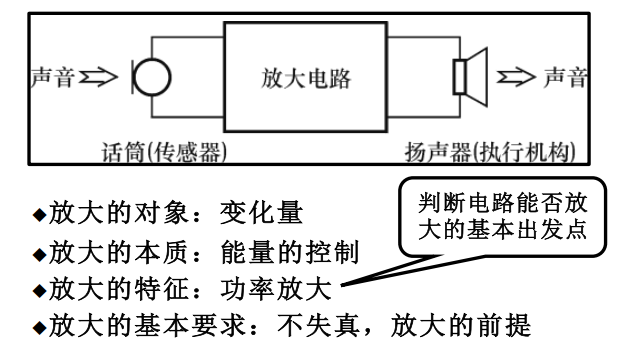 声音
放大电路
声音
话筒(传感器)
扬声器(执行机构)
判断电路能否放
大的基本出发点
◆放大的对象：变化量
◆放大的本质：能量的控制
◆放大的特征：功率放大
◆放大的基本要求：不失真，放大的前提